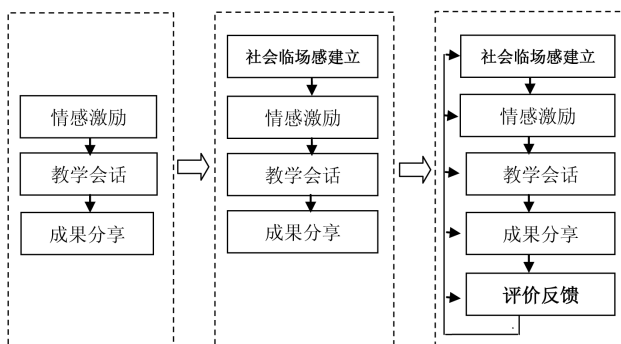 情感激励
教学会话
成果分享
社会临场感建立
情感激励
教学会话
成果分享
社会临场感建立
情感激励
教学会话
成果分享
评价反馈